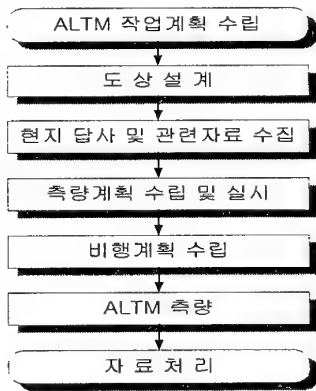 ALTM 작업계획 수립
도 상 설 계
현지 답사 및 관련자료 수집
측량계획 수립 및 실시
비행계획 수립
ALTM 측량
자 료 처 리